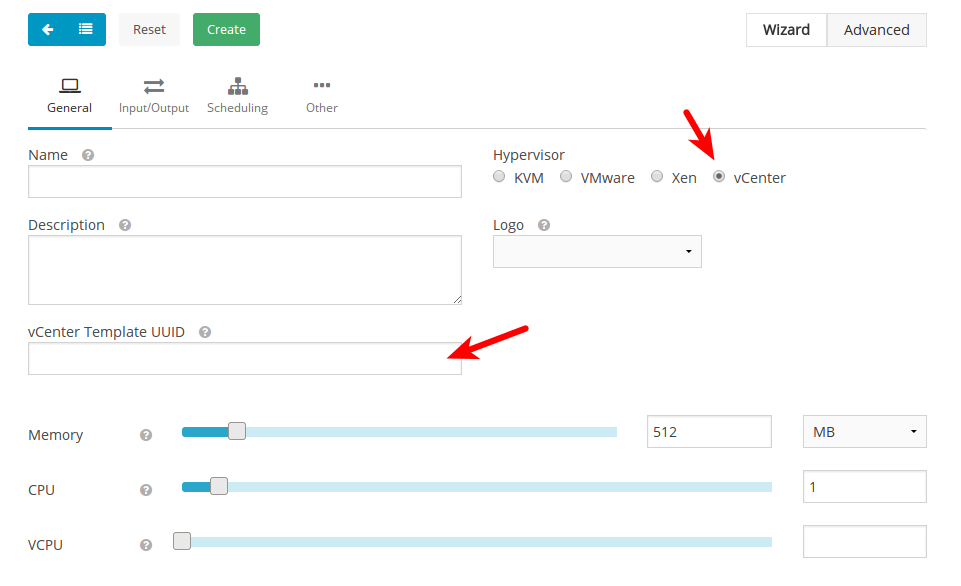 Reset
Create
Wizard
Advanced
General
Input/Output
Scheduling
Other
Name
Hypervisor
KVM
VMware
Xen
vCenter
Description
Logo
vCenter Template UUID
Memory
512
MB
CPU
1
VCPU